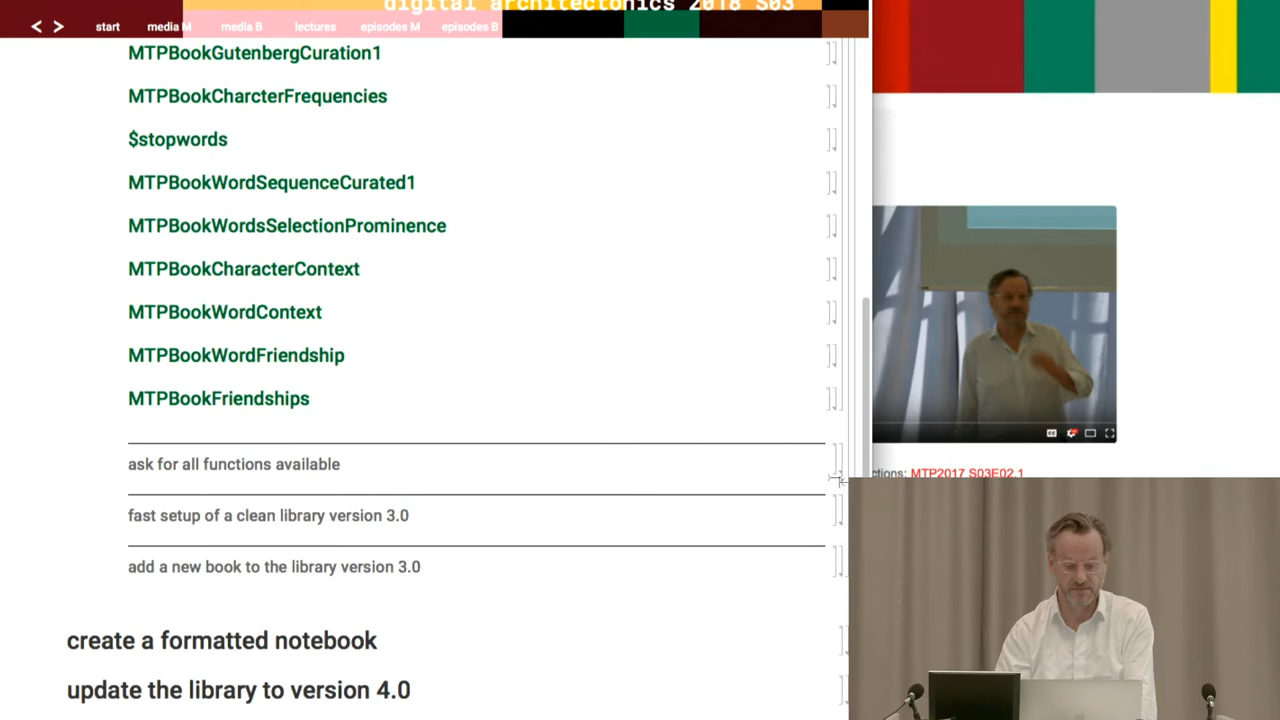 digital architectonics 2018 S03
< > start media M media B lectures episodes M episodes B
MTPBookGutenbergCuration1
MTPBookCharcterFrequencies
$stopwords
MTPBookWordSequenceCurated1
MTPBookWordsSelectionProminence
MTPBookCharacterContext
MTPBookWordContext
MTPBookWordFriendship
MTPBookFriendships
ask for all functions available
fast setup of a clean library version 3.0
add a new book to the library version 3.0
create a formatted notebook
update the library to version 4.0
ctions: MTP2017 S03E02.1